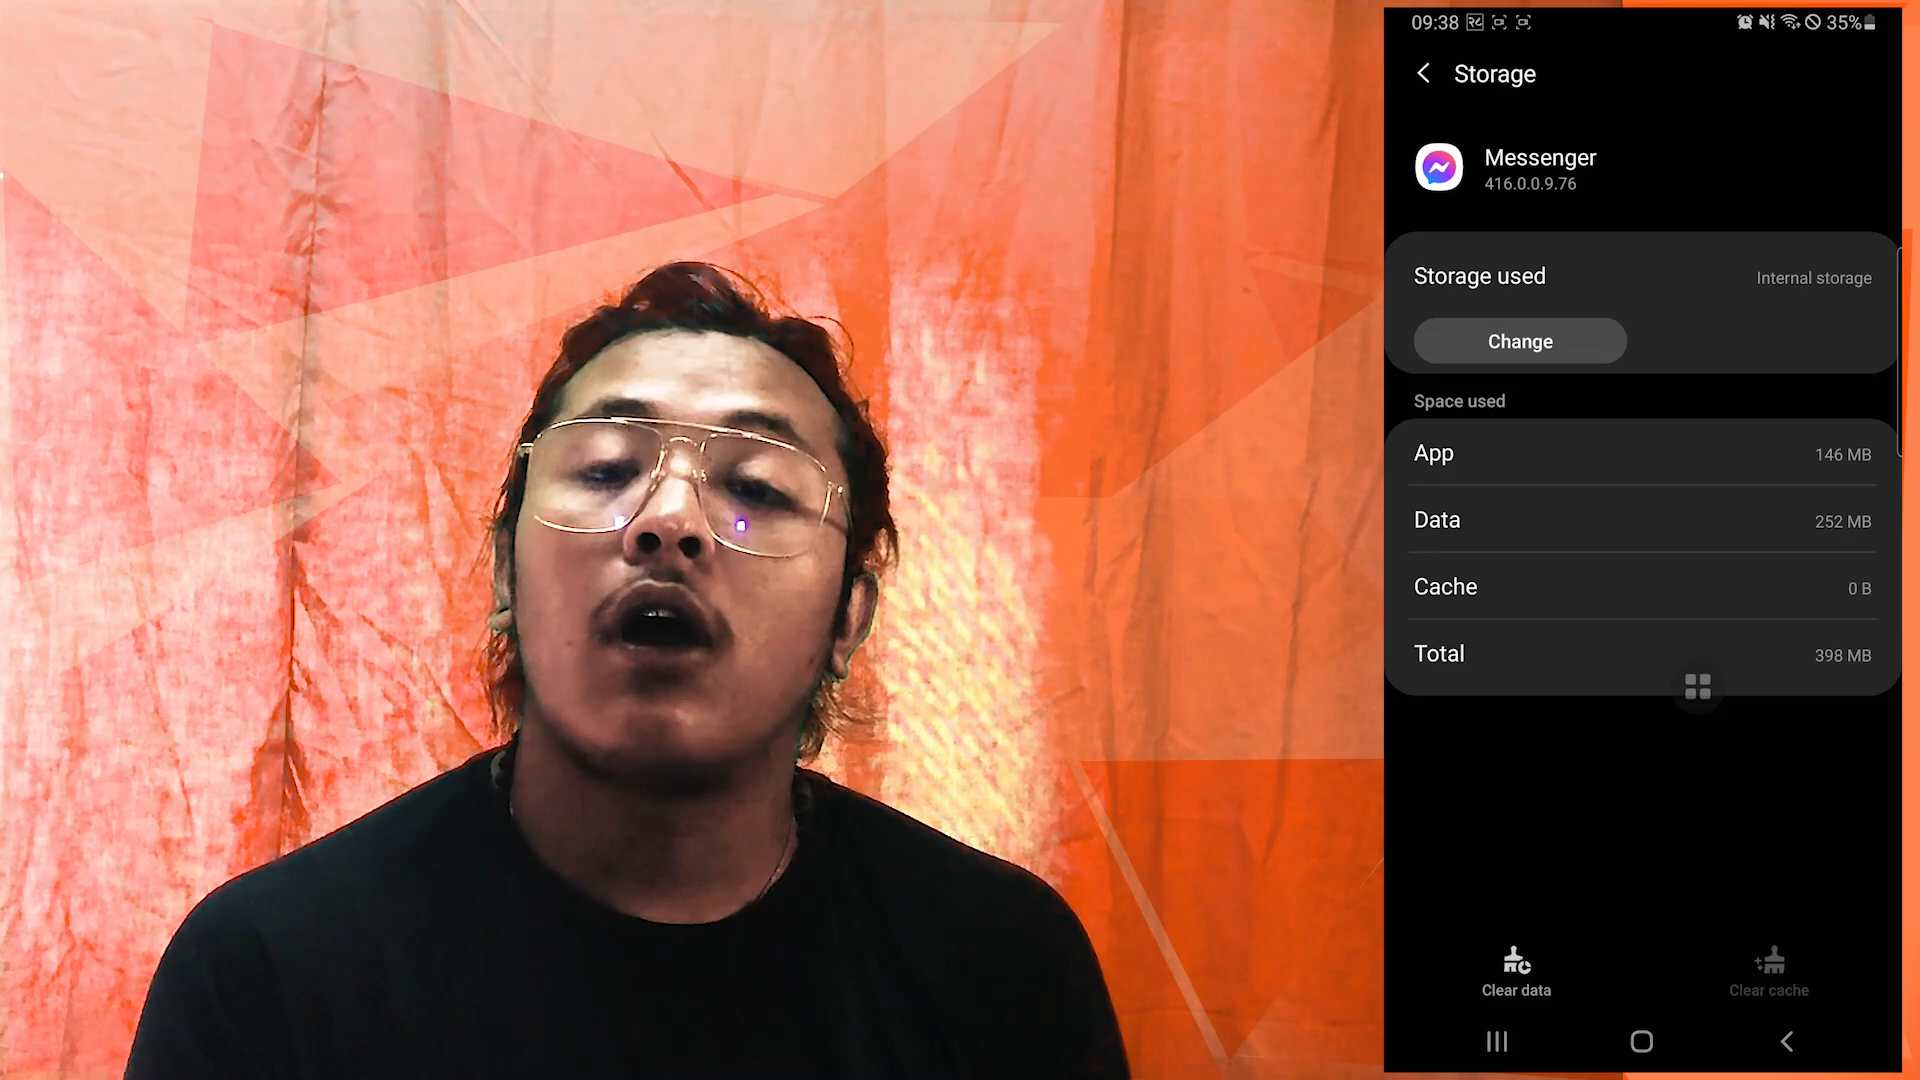 09:38 35%
Storage
Messenger
416.0.0.9.76
Storage used Internal storage
Change
Space used
App 146 MB
Data 252 MB
Cache 0 B
Total 398 MB
Clear data Clear cache